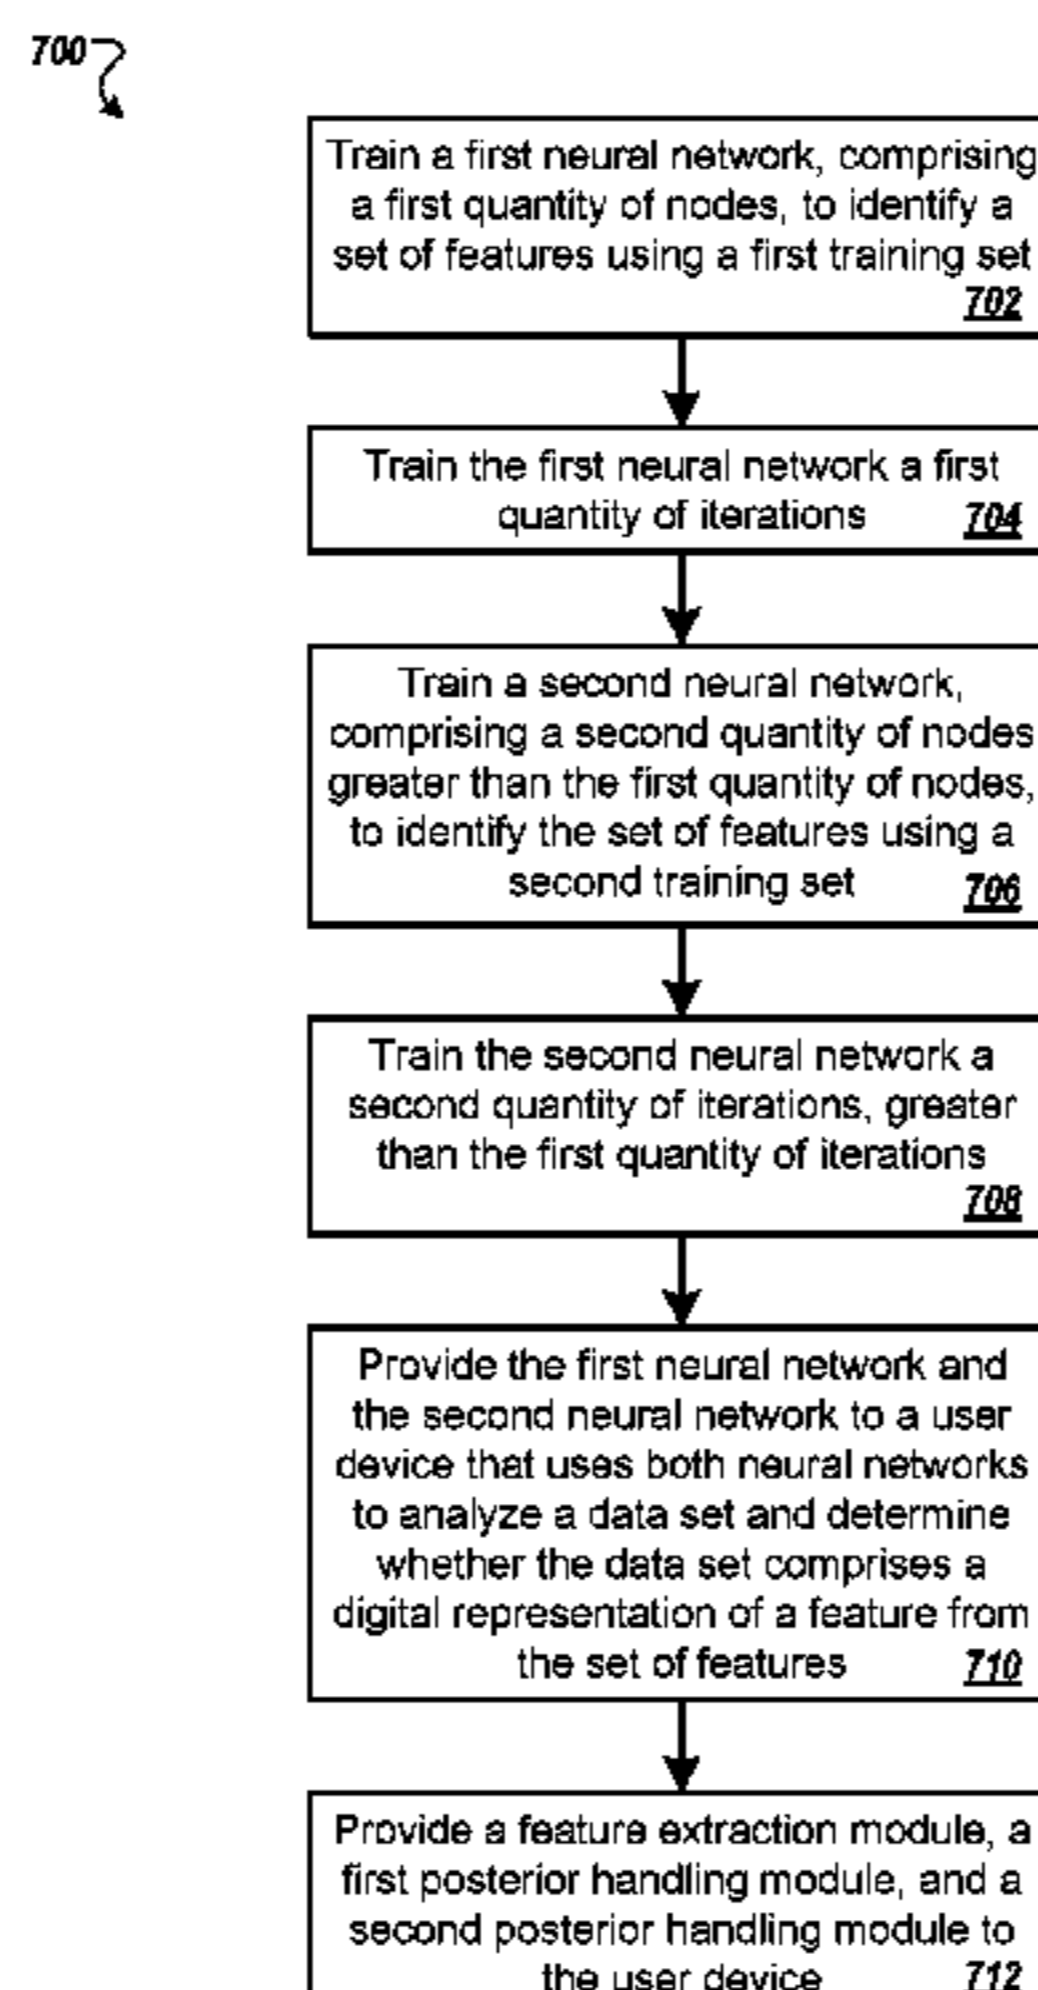 700
Train a first neural network, comprising
a first quantity of nodes, to identify a
set of features using a first training set
702
Train the first neural network a first
quantity of iterations 704
Train a second neural network,
comprising a second quantity of nodes
greater than the first quantity of nodes,
to identify the set of features using a
second training set 706
Train the second neural network a
second quantity of iterations, greater
than the first quantity of iterations
708
Provide the first neural network and
the second neural network to a user
device that uses both neural networks
to analyze a data set and determine
whether the data set comprises a
digital representation of a feature from
the set of features 710
Provide a feature extraction module, a
first posterior handling module, and a
second posterior handling module to
the user device 712